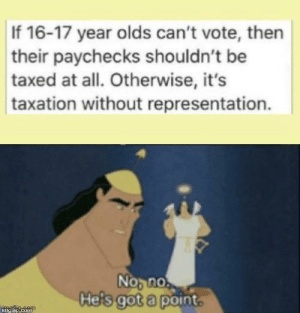 If 16-17 year olds can't vote, then
their paychecks shouldn't be
taxed at all. Otherwise, it's
taxation without representation.
No, no.
He's got a point.
imgflip.com